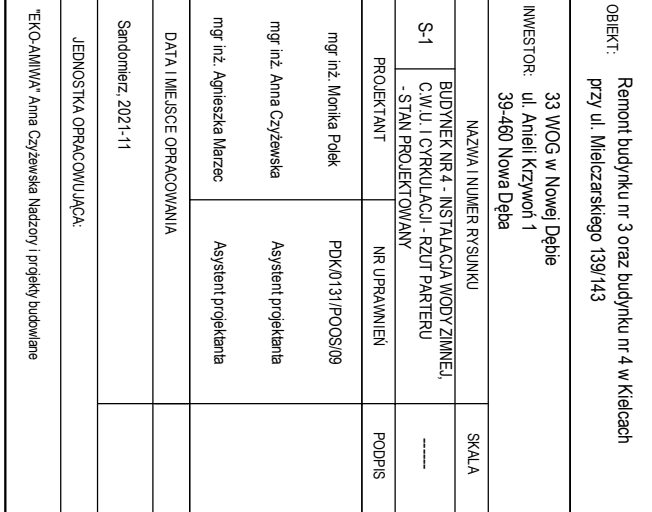 OBIEKT: Remont budynku nr 3 oraz budynku nr 4 w Kielcach
przy ul. Mielczarskiego 139/143
33 WOG w Nowej Dębie
INWESTOR: ul. Anieli Krzywoń 1
39-460 Nowa Dęba
NAZWA I NUMER RYSUNKU SKALA
BUDYNEK NR 4 - INSTALACJA WODY ZIMNEJ,
S-1 C.W.U. I CYRKULACJI - RZUT PARTERU ------
- STAN PROJEKTOWANY
PROJEKTANT NR UPRAWNIEŃ PODPIS
mgr inż. Monika Polek PDK/0131/POOS/09
mgr inż. Anna Czyżewska Asystent projektanta
mgr inż. Agnieszka Marzec Asystent projektanta
DATA I MIEJSCE OPRACOWANIA
Sandomierz, 2021-11
JEDNOSTKA OPRACOWUJĄCA:
"EKO-AMIWA" Anna Czyżewska Nadzory i projekty budowlane